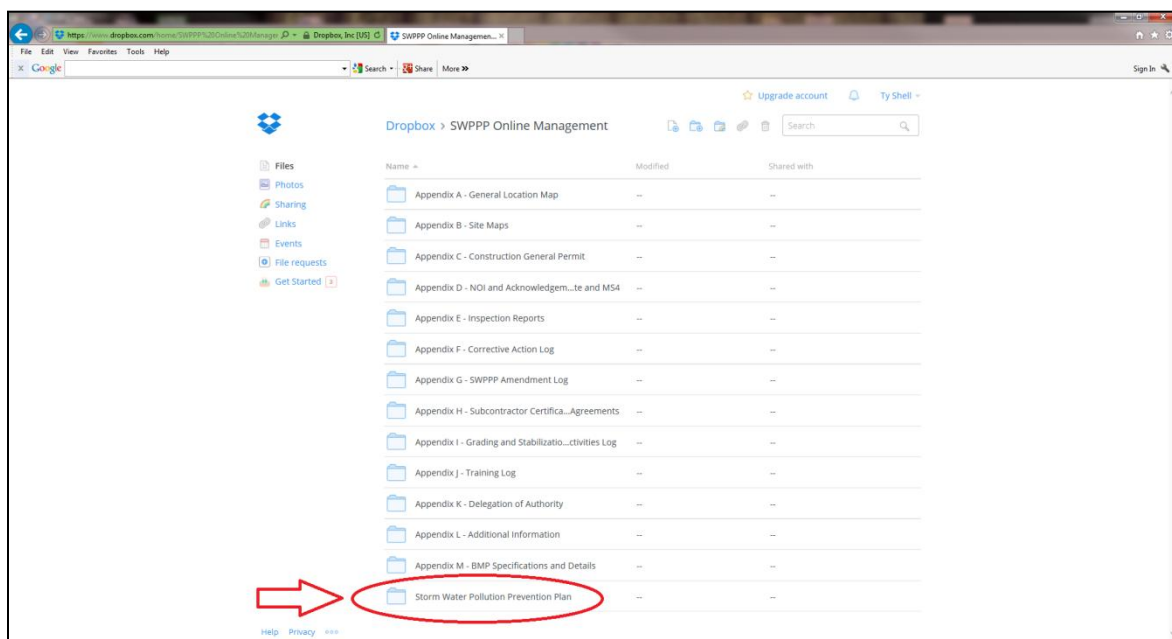 https://www.dropbox.com/home/SWPPP%20Online%20Manager Dropbox, Inc [US] SWPPP Online Managemen...
File Edit View Favorites Tools Help
x Google Search Share More » Sign In
Upgrade account Ty Shell
Dropbox > SWPPP Online Management Search
Files Name Modified Shared with
Photos
Appendix A - General Location Map -- --
Sharing
Links Appendix B - Site Maps -- --
Events
File requests Appendix C - Construction General Permit -- --
Get Started Appendix D - NOI and Acknowledgem...te and MS4 --
Appendix E - Inspection Reports -- --
Appendix F - Corrective Action Log -- --
Appendix G - SWPPP Amendment Log -- --
Appendix H - Subcontractor Certifica...Agreements -- --
Appendix I - Grading and Stabilizatio...ctivities Log -- --
Appendix J - Training Log -- --
Appendix K - Delegation of Authority -- --
Appendix L - Additional Information -- --
Appendix M - BMP Specifications and Details -- --
Storm Water Pollution Prevention Plan -- --
Help Privacy